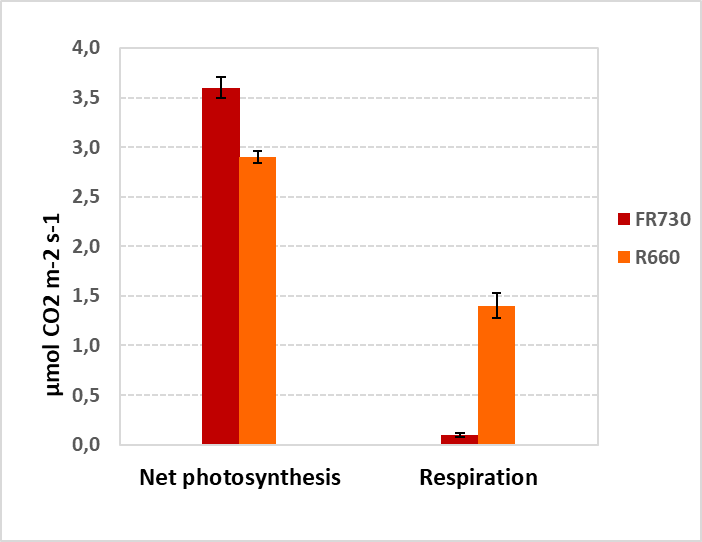 4,0
3,5
3,0
2,5
2,0
1,5
1,0
0,5
0,0
µmol CO2 m-2 s-1
Net photosynthesis
Respiration
FR730
R660